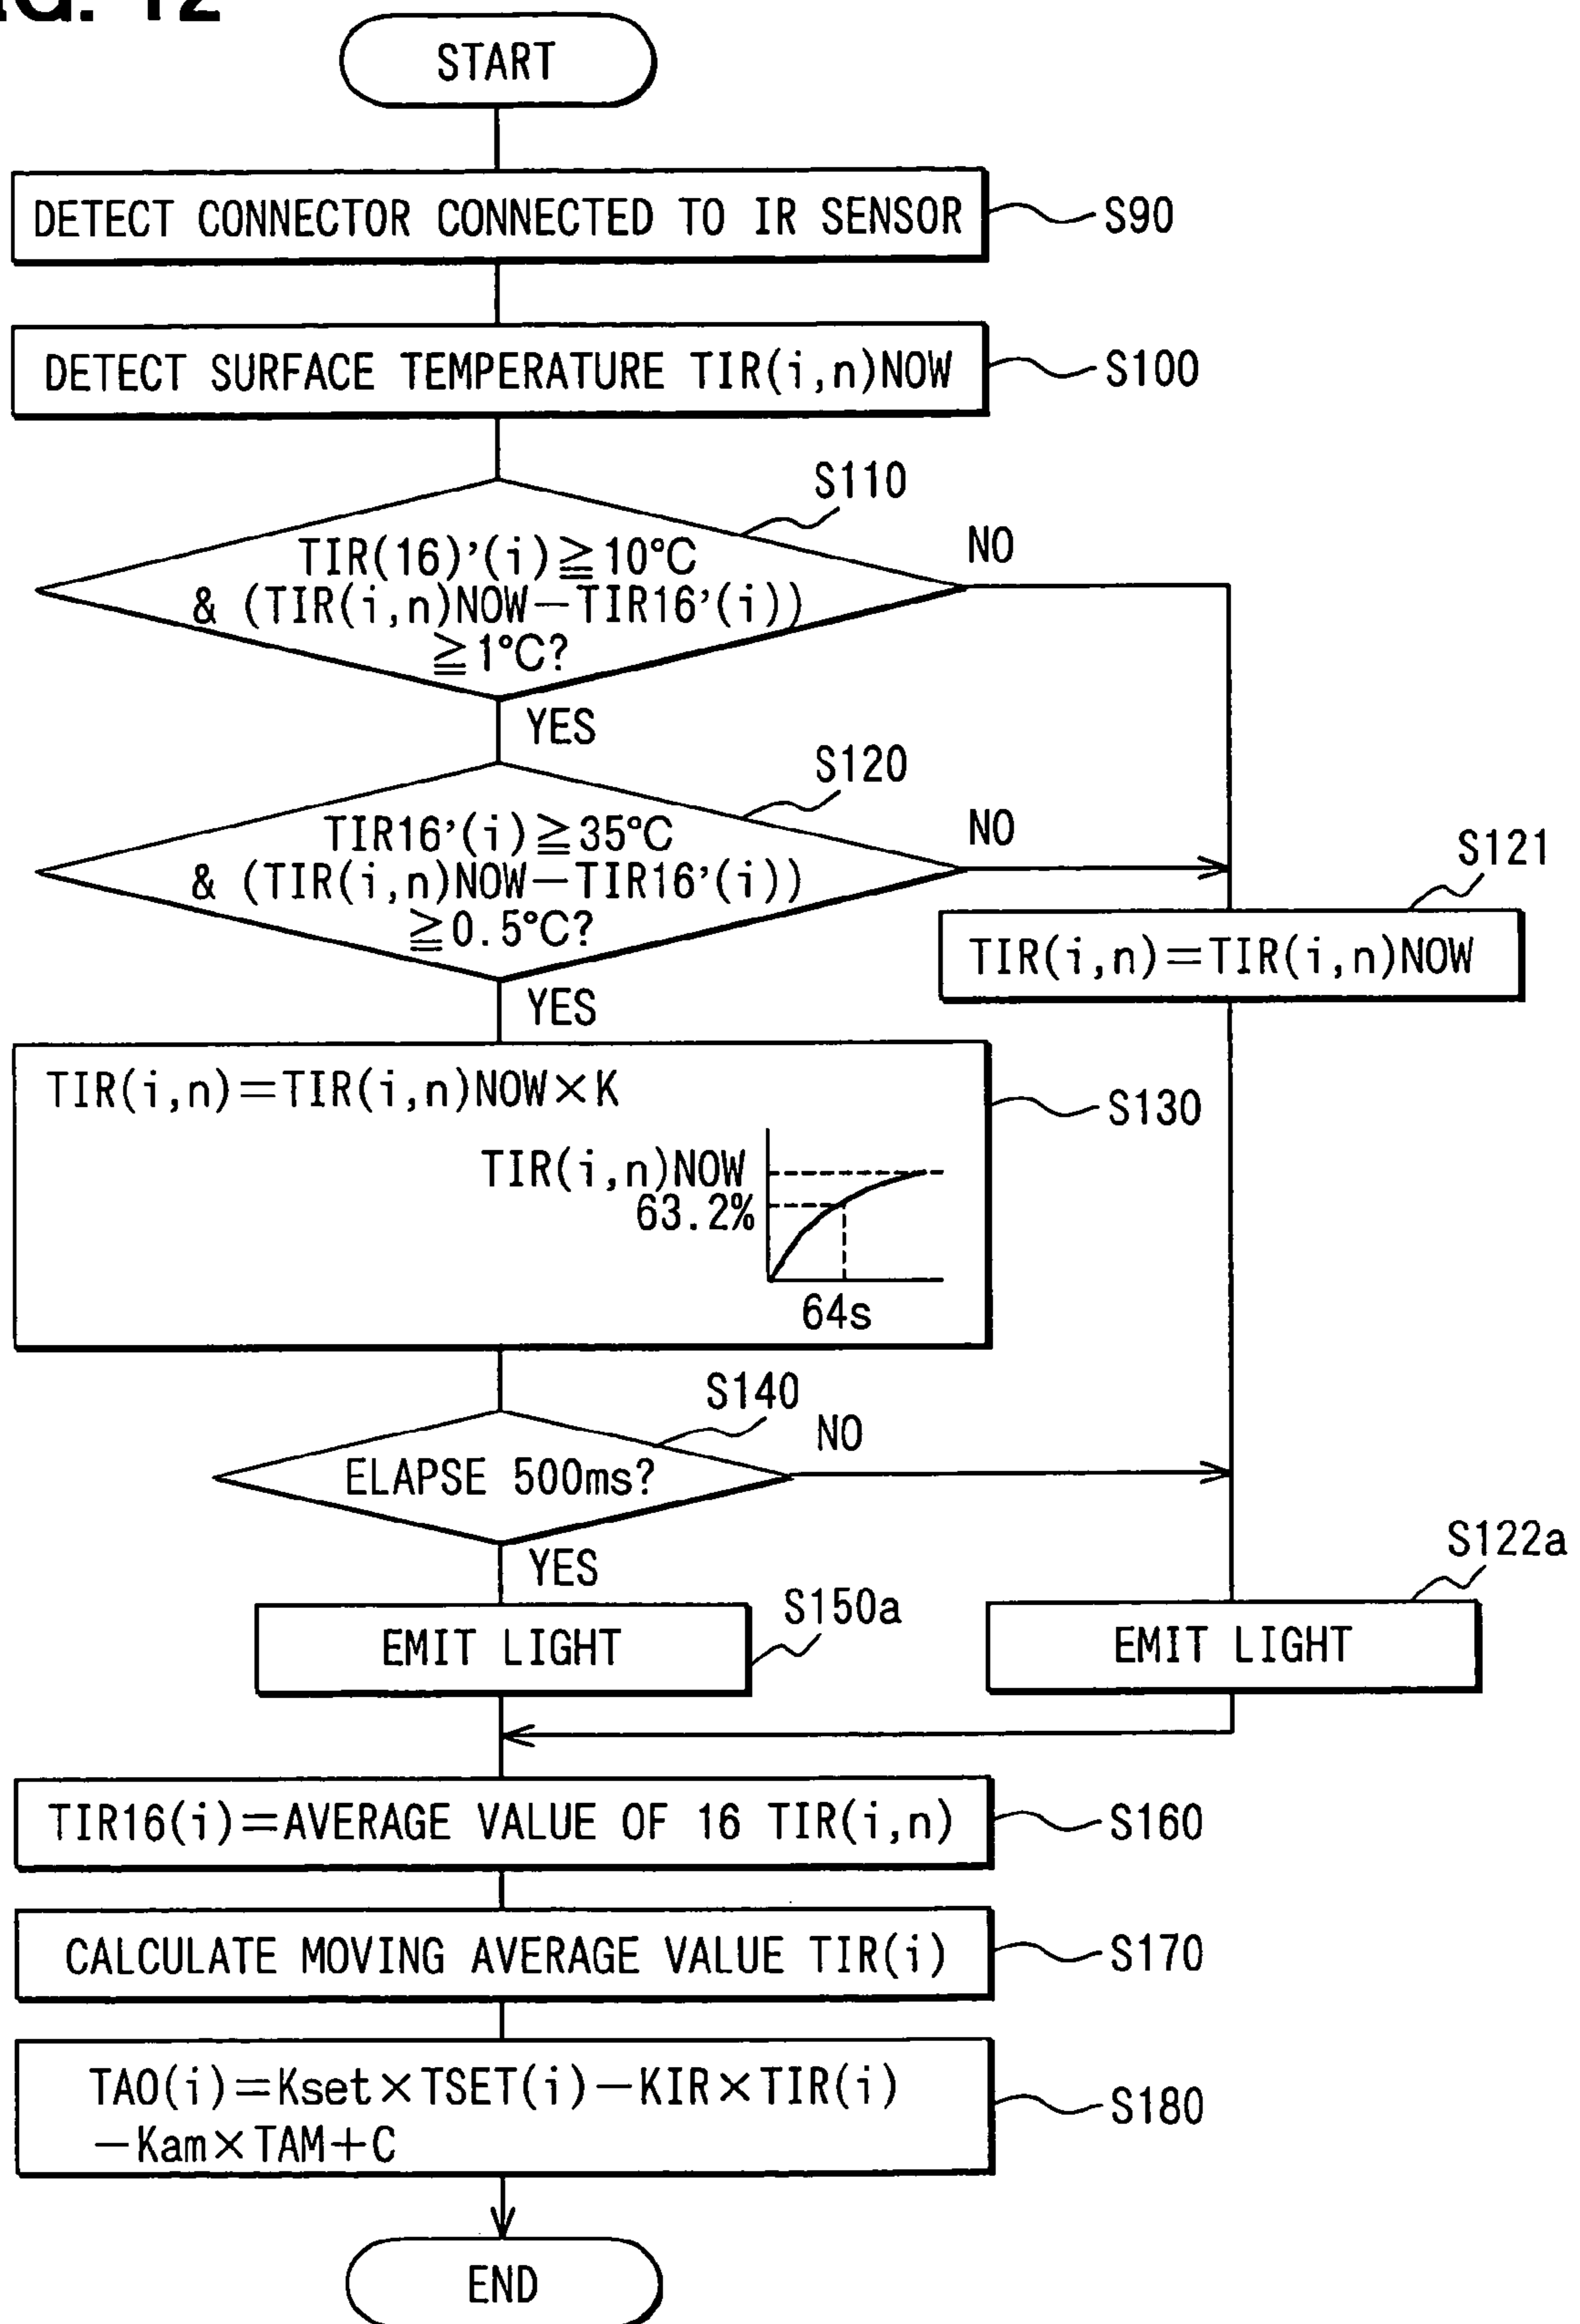 FIG. 12
START
DETECT CONNECTOR CONNECTED TO IR SENSOR
S90
DETECT SURFACE TEMPERATURE TIR(i,n)NOW
S100
S110
TIR(16)'(i)≧10°C
& (TIR(i,n)NOW−TIR16'(i))
≧1°C?
NO
YES
S120
TIR16'(i)≧35°C
& (TIR(i,n)NOW−TIR16'(i))
≧0.5°C?
NO
YES
S121
TIR(i,n)=TIR(i,n)NOW
TIR(i,n)=TIR(i,n)NOW×K
S130
TIR(i,n)NOW
63.2%
64s
S140
ELAPSE 500ms?
NO
YES
S150a
EMIT LIGHT
S122a
EMIT LIGHT
TIR16(i)=AVERAGE VALUE OF 16 TIR(i,n)
S160
CALCULATE MOVING AVERAGE VALUE TIR(i)
S170
TAO(i)=Kset×TSET(i)−KIR×TIR(i)
−Kam×TAM+C
S180
END